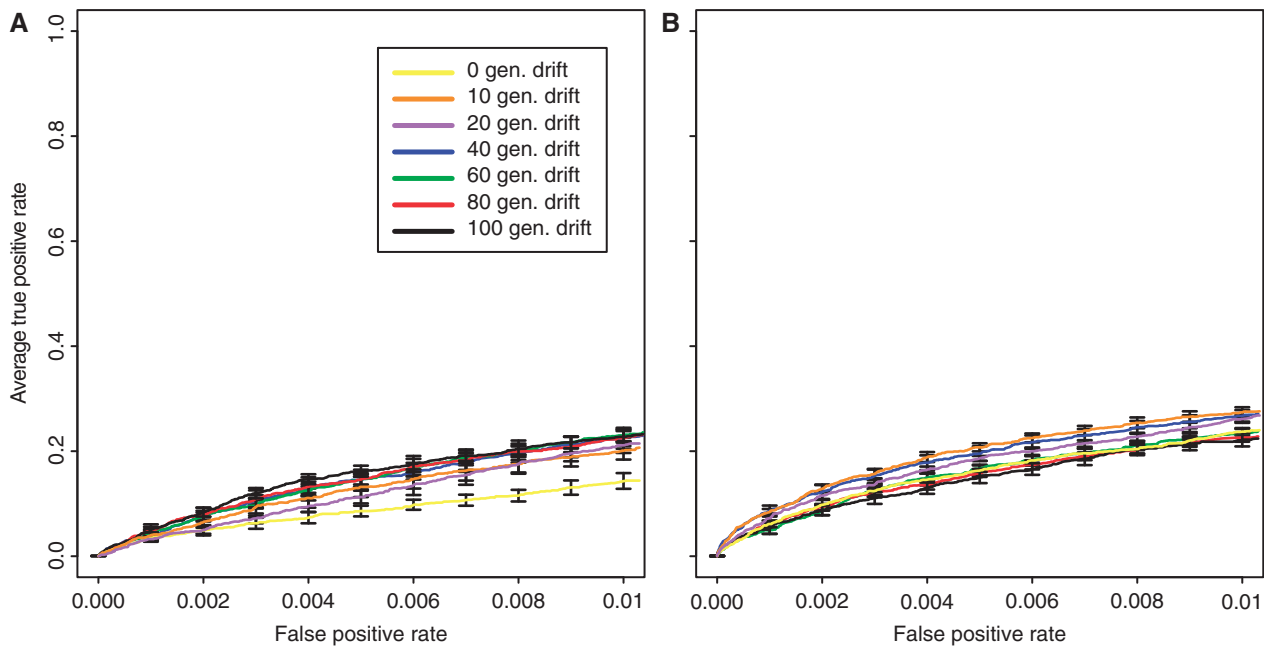 A
B
1.0
0.8
0.6
0.4
0.2
0.0
Average true positive rate
0 gen. drift
10 gen. drift
20 gen. drift
40 gen. drift
60 gen. drift
80 gen. drift
100 gen. drift
0.000 0.002 0.004 0.006 0.008 0.01
False positive rate
0.000 0.002 0.004 0.006 0.008 0.01
False positive rate